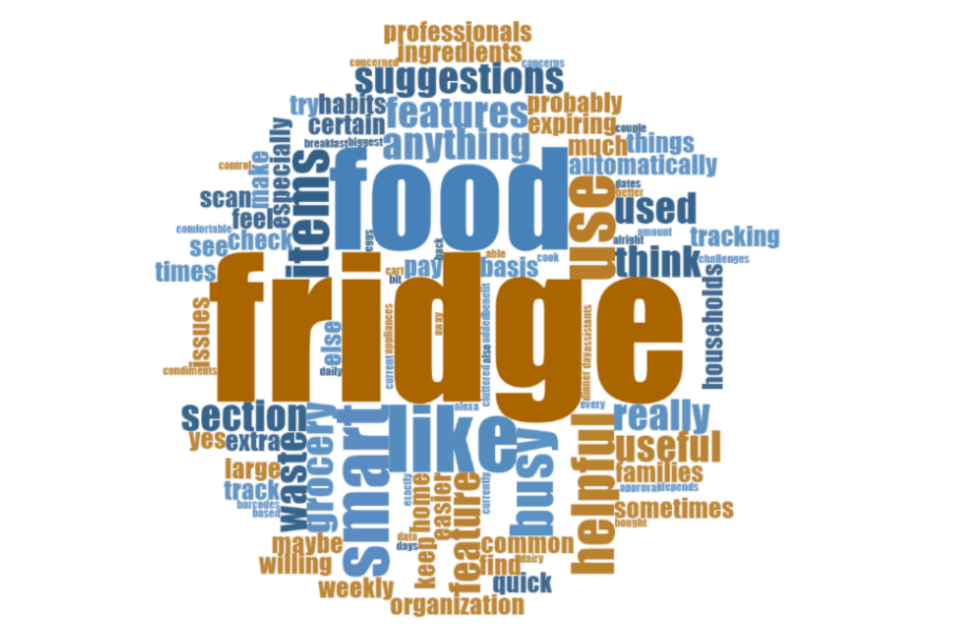 professionals
ingredients
concerned
concerns
suggestions
try
habits
features
probably
certain
expiring
couple
breakfast
biggest
anything
much
things
automatically
control
make
especially
items
food
use
dates
better
scan
feel
used
comfortable
see
check
eggs
back
able
cook
alright
amount
tracking
times
cart
bit
pay
basis
think
challenges
households
fridge
issues
condiments
else
daily
current
appliances
away
cluttered
also
added
benefit
dinner
day
assistants
section
yes
extra
waste
grocery
smart
like
alexa
busy
every
really
helpful
useful
large
families
track
barcodes
based
exactly
home
easier
feature
currently
approval
depends
sometimes
bought
maybe
willing
data
days
keep
common
find
dairy
weekly
quick
organization